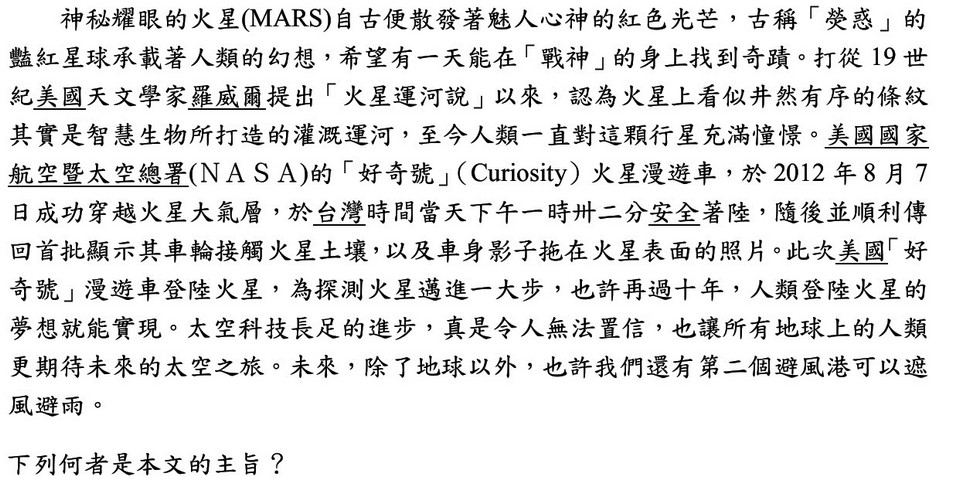 神秘耀眼的火星(MARS)自古便散發著魅人心神的紅色光芒，古稱「熒惑」的
豔紅星球承載著人類的幻想，希望有一天能在「戰神」的身上找到奇蹟。打從 19 世
紀美國天文學家羅威爾提出「火星運河說」以來，認為火星上看似井然有序的條紋
其實是智慧生物所打造的灌溉運河，至今人類一直對這顆行星充滿憧憬。美國國家
航空暨太空總署(ＮＡＳＡ)的「好奇號」（Curiosity）火星漫遊車，於 2012 年 8 月 7
日成功穿越火星大氣層，於台灣時間當天下午一時卅二分安全著陸，隨後並順利傳
回首批顯示其車輪接觸火星土壤，以及車身影子拖在火星表面的照片。此次美國「好
奇號」漫遊車登陸火星，為探測火星邁進一大步，也許再過十年，人類登陸火星的
夢想就能實現。太空科技長足的進步，真是令人無法置信，也讓所有地球上的人類
更期待未來的太空之旅。未來，除了地球以外，也許我們還有第二個避風港可以遮
風避雨。
下列何者是本文的主旨？